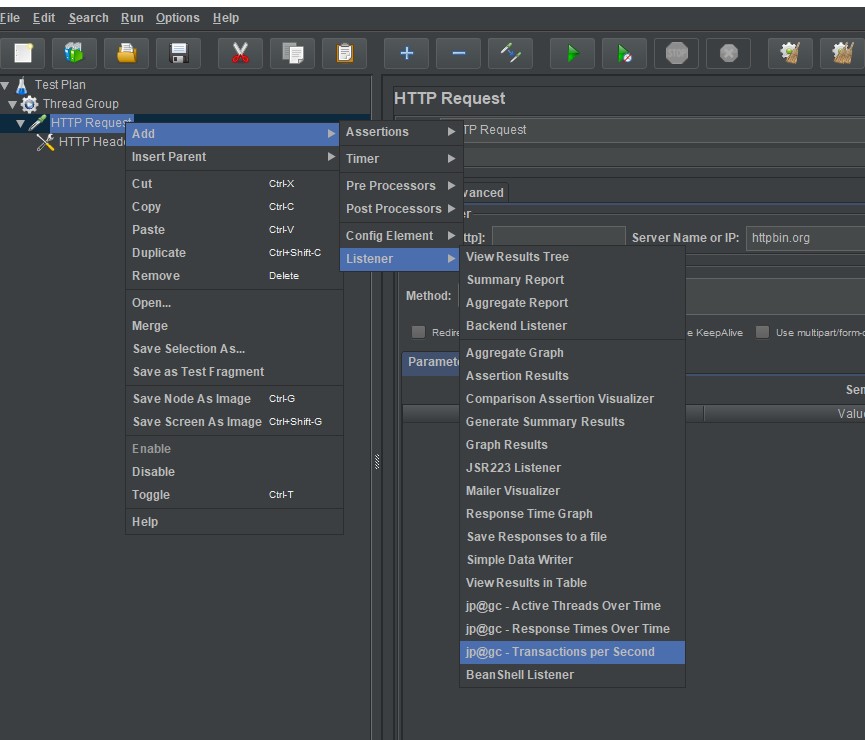 File Edit Search Run Options Help
STOP
Test Plan
Thread Group
HTTP Request
HTTP Head
Add
Insert Parent
Cut Ctrl-X
Copy Ctrl-C
Paste Ctrl-V
Duplicate Ctrl+Shift-C
Remove Delete
Open...
Merge
Save Selection As...
Save as Test Fragment
Save Node As Image Ctrl-G
Save Screen As Image Ctrl+Shift-G
Enable
Disable
Toggle Ctrl-T
Help
Assertions
Timer
Pre Processors
Post Processors
Config Element
Listener
View Results Tree
Summary Report
Aggregate Report
Backend Listener
Aggregate Graph
Assertion Results
Comparison Assertion Visualizer
Generate Summary Results
Graph Results
JSR223 Listener
Mailer Visualizer
Response Time Graph
Save Responses to a file
Simple Data Writer
View Results in Table
jp@gc - Active Threads Over Time
jp@gc - Response Times Over Time
jp@gc - Transactions per Second
BeanShell Listener
HTTP Request
TP Request
vanced
er
ttp]: Server Name or IP: httpbin.org
Method:
Redire e KeepAlive Use multipart/form-d
Paramete
Sen
Value